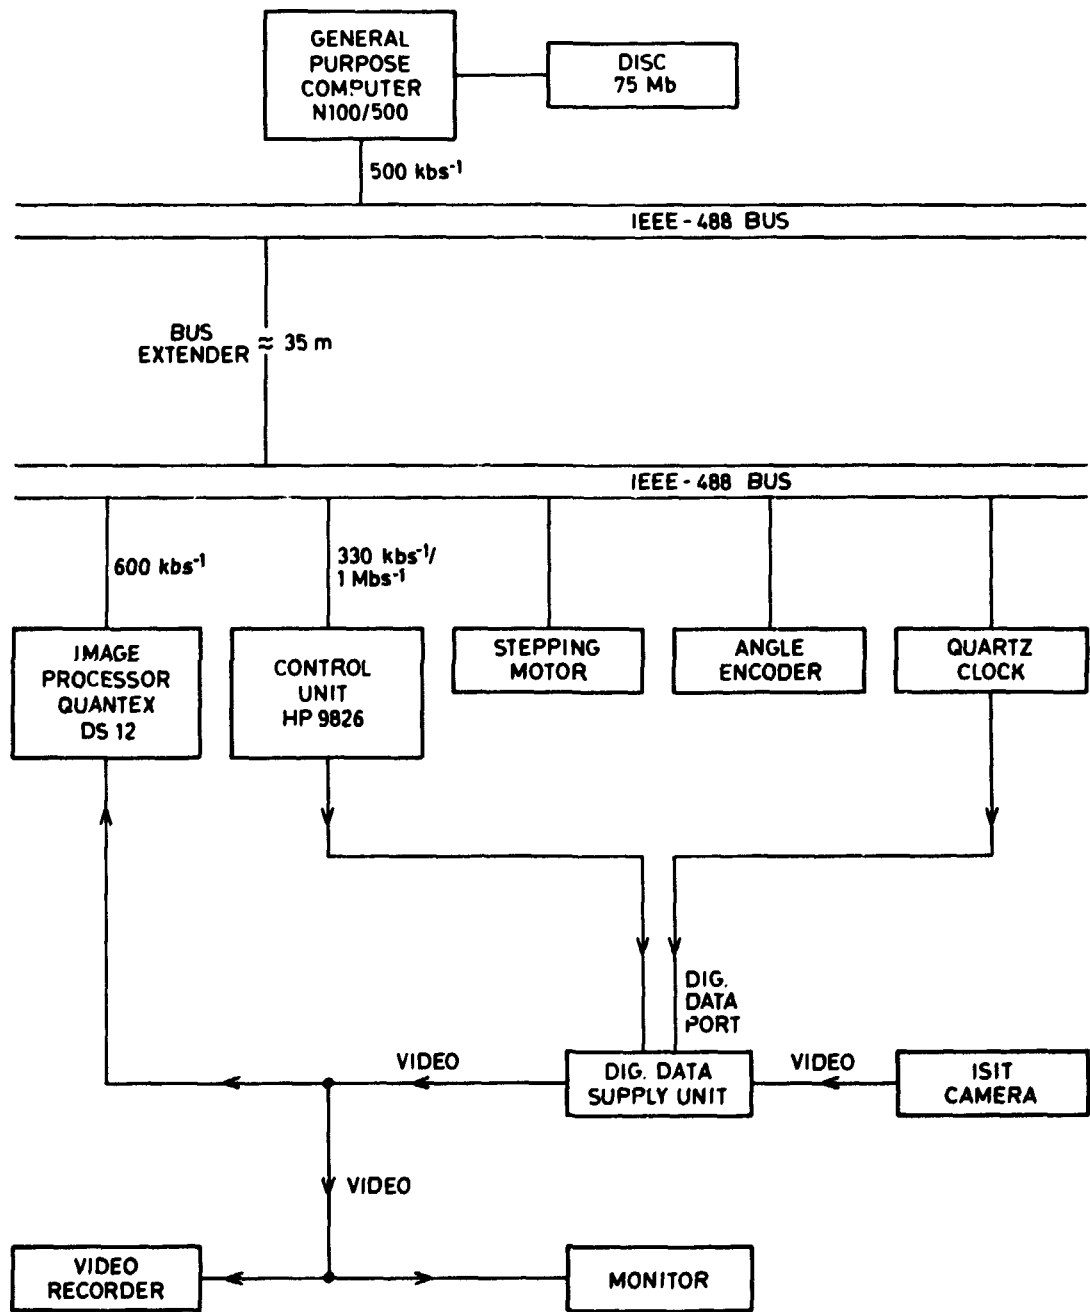 GENERAL
PURPOSE
COMPUTER
N100/500
DISC
75 Mb
500 kbs⁻¹
IEEE - 488 BUS
BUS
EXTENDER
≈ 35 m
IEEE - 488 BUS
600 kbs⁻¹
330 kbs⁻¹/
1 Mbs⁻¹
IMAGE
PROCESSOR
QUANTEX
DS 12
CONTROL
UNIT
HP 9826
STEPPING
MOTOR
ANGLE
ENCODER
QUARTZ
CLOCK
DIG.
DATA
PORT
VIDEO
DIG. DATA
SUPPLY UNIT
VIDEO
ISIT
CAMERA
VIDEO
VIDEO
RECORDER
MONITOR